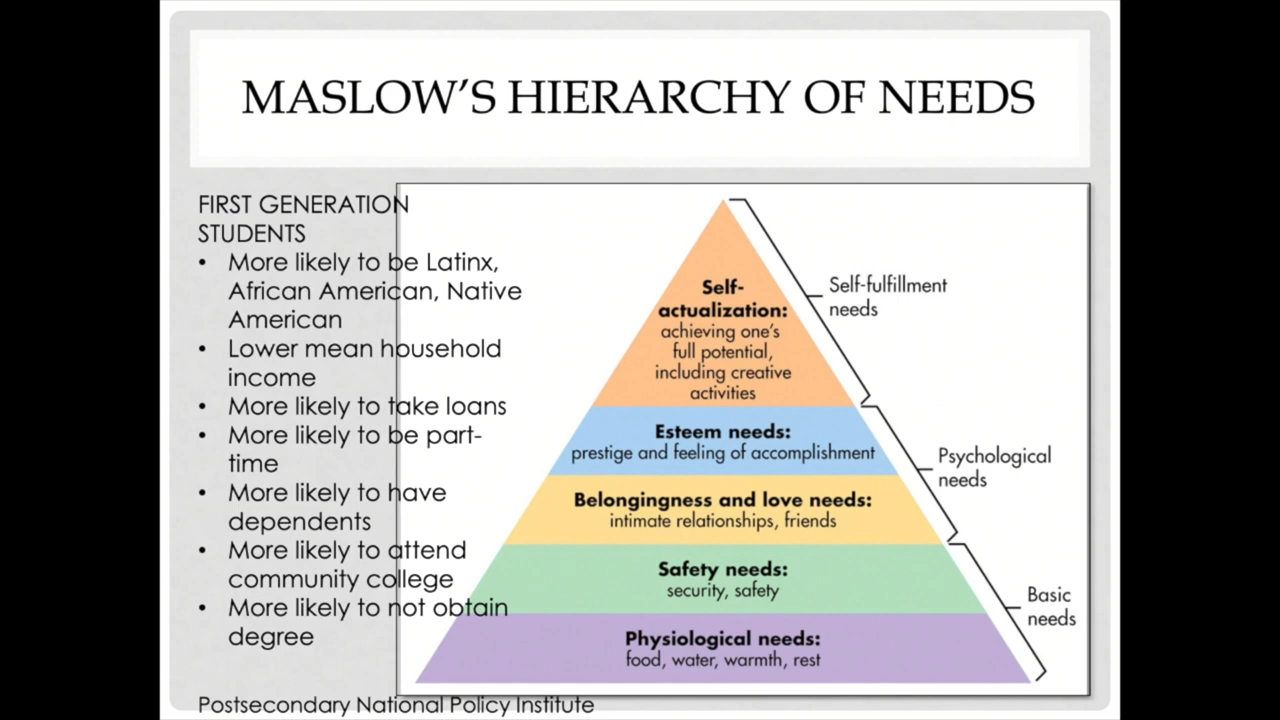 MASLOW'S HIERARCHY OF NEEDS
FIRST GENERATION
STUDENTS
• More likely to be Latinx,
African American, Native
American
• Lower mean household
income
• More likely to take loans
• More likely to be part-
time
• More likely to have
dependents
• More likely to attend
community college
• More likely to not obtain
degree
Postsecondary National Policy Institute
Self-
actualization:
achieving one's
full potential,
including creative
activities
Esteem needs:
prestige and feeling of accomplishment
Belongingness and love needs:
intimate relationships, friends
Safety needs:
security, safety
Physiological needs:
food, water, warmth, rest
Self-fulfillment
needs
Psychological
needs
Basic
needs